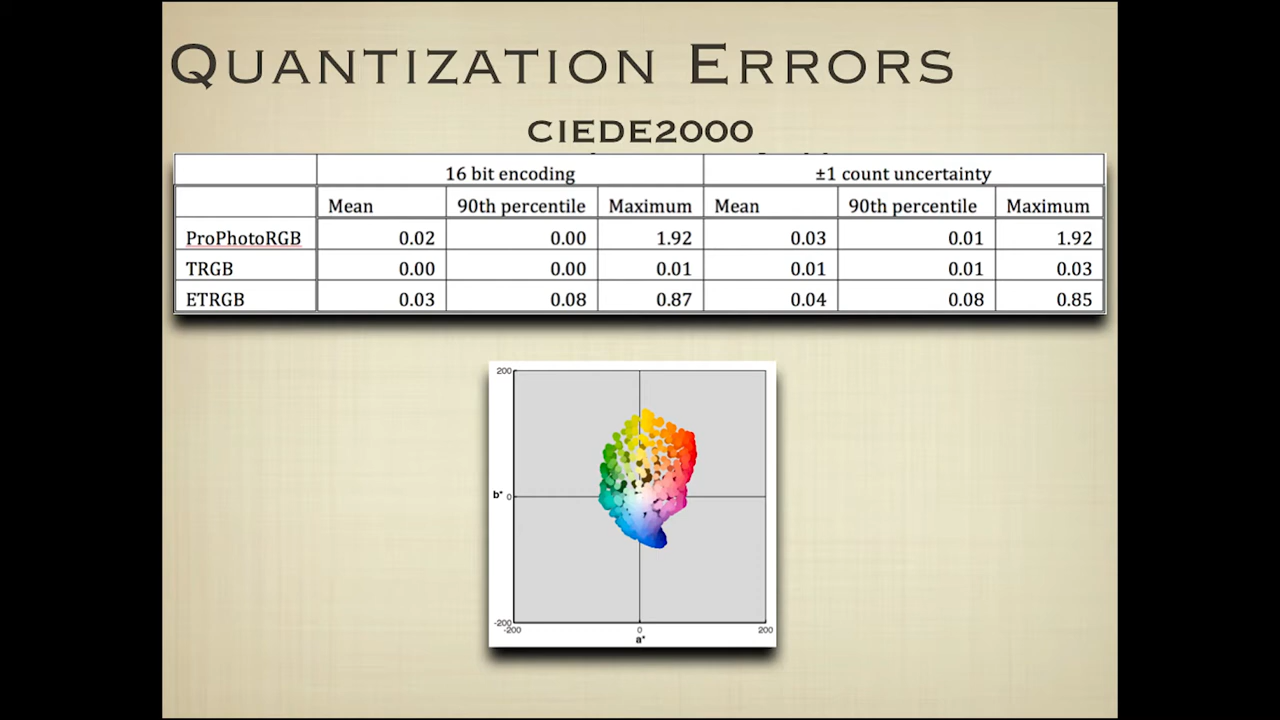 QUANTIZATION ERRORS
CIEDE2000
16 bit encoding ±1 count uncertainty
Mean 90th percentile Maximum Mean 90th percentile Maximum
ProPhotoRGB 0.02 0.00 1.92 0.03 0.01 1.92
TRGB 0.00 0.00 0.01 0.01 0.01 0.03
ETRGB 0.03 0.08 0.87 0.04 0.08 0.85
200
b* 0
-200
-200 0 200
a*